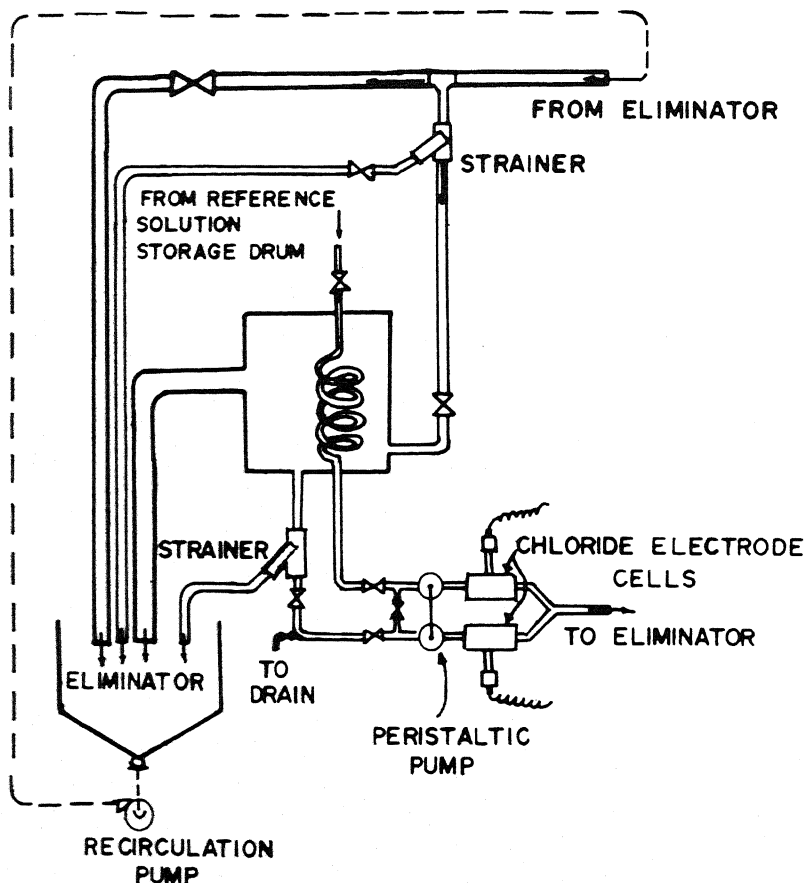 FROM ELIMINATOR
STRAINER
FROM REFERENCE
SOLUTION
STORAGE DRUM
STRAINER
CHLORIDE ELECTRODE
CELLS
TO ELIMINATOR
ELIMINATOR
TO
DRAIN
PERISTALTIC
PUMP
RECIRCULATION
PUMP